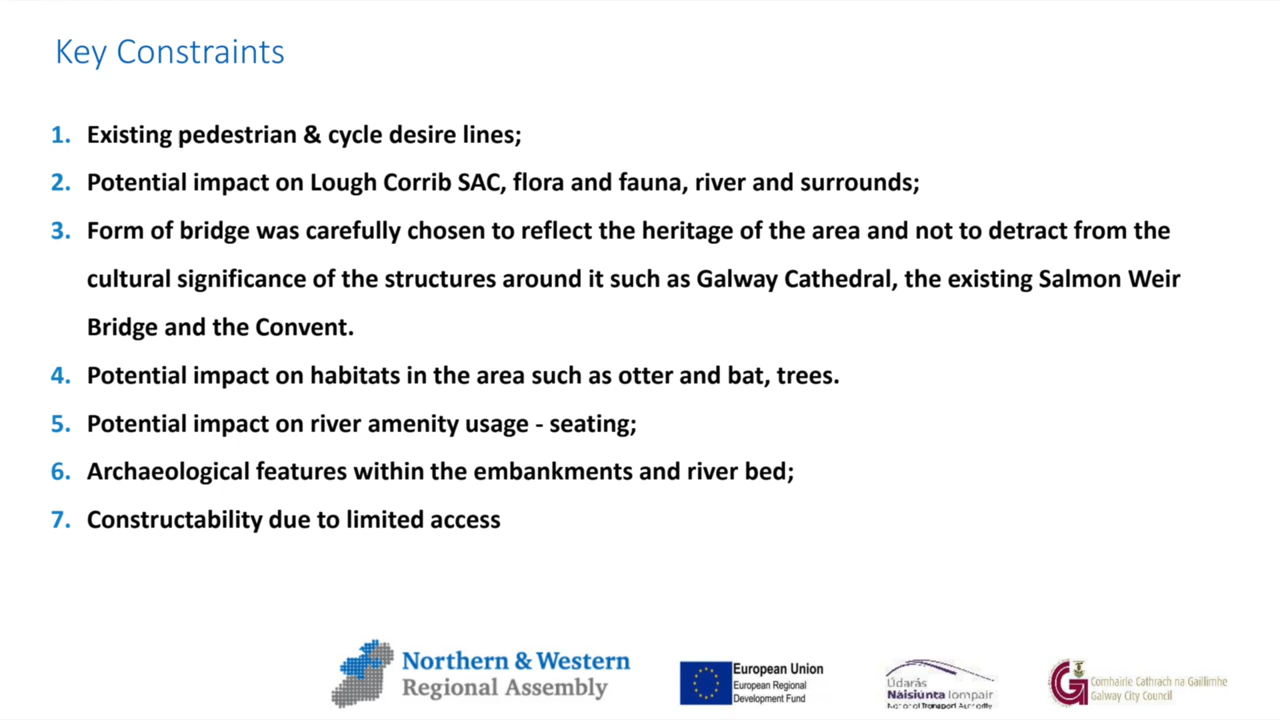 Key Constraints
1. Existing pedestrian & cycle desire lines;
2. Potential impact on Lough Corrib SAC, flora and fauna, river and surrounds;
3. Form of bridge was carefully chosen to reflect the heritage of the area and not to detract from the
cultural significance of the structures around it such as Galway Cathedral, the existing Salmon Weir
Bridge and the Convent.
4. Potential impact on habitats in the area such as otter and bat, trees.
5. Potential impact on river amenity usage - seating;
6. Archaeological features within the embankments and river bed;
7. Constructability due to limited access
Northern & Western
Regional Assembly
European Union
European Regional
Development Fund
Údarás
Náisiúnta Iompair
National Transport Authority
Comhairle Cathrach na Gaillimhe
Galway City Council